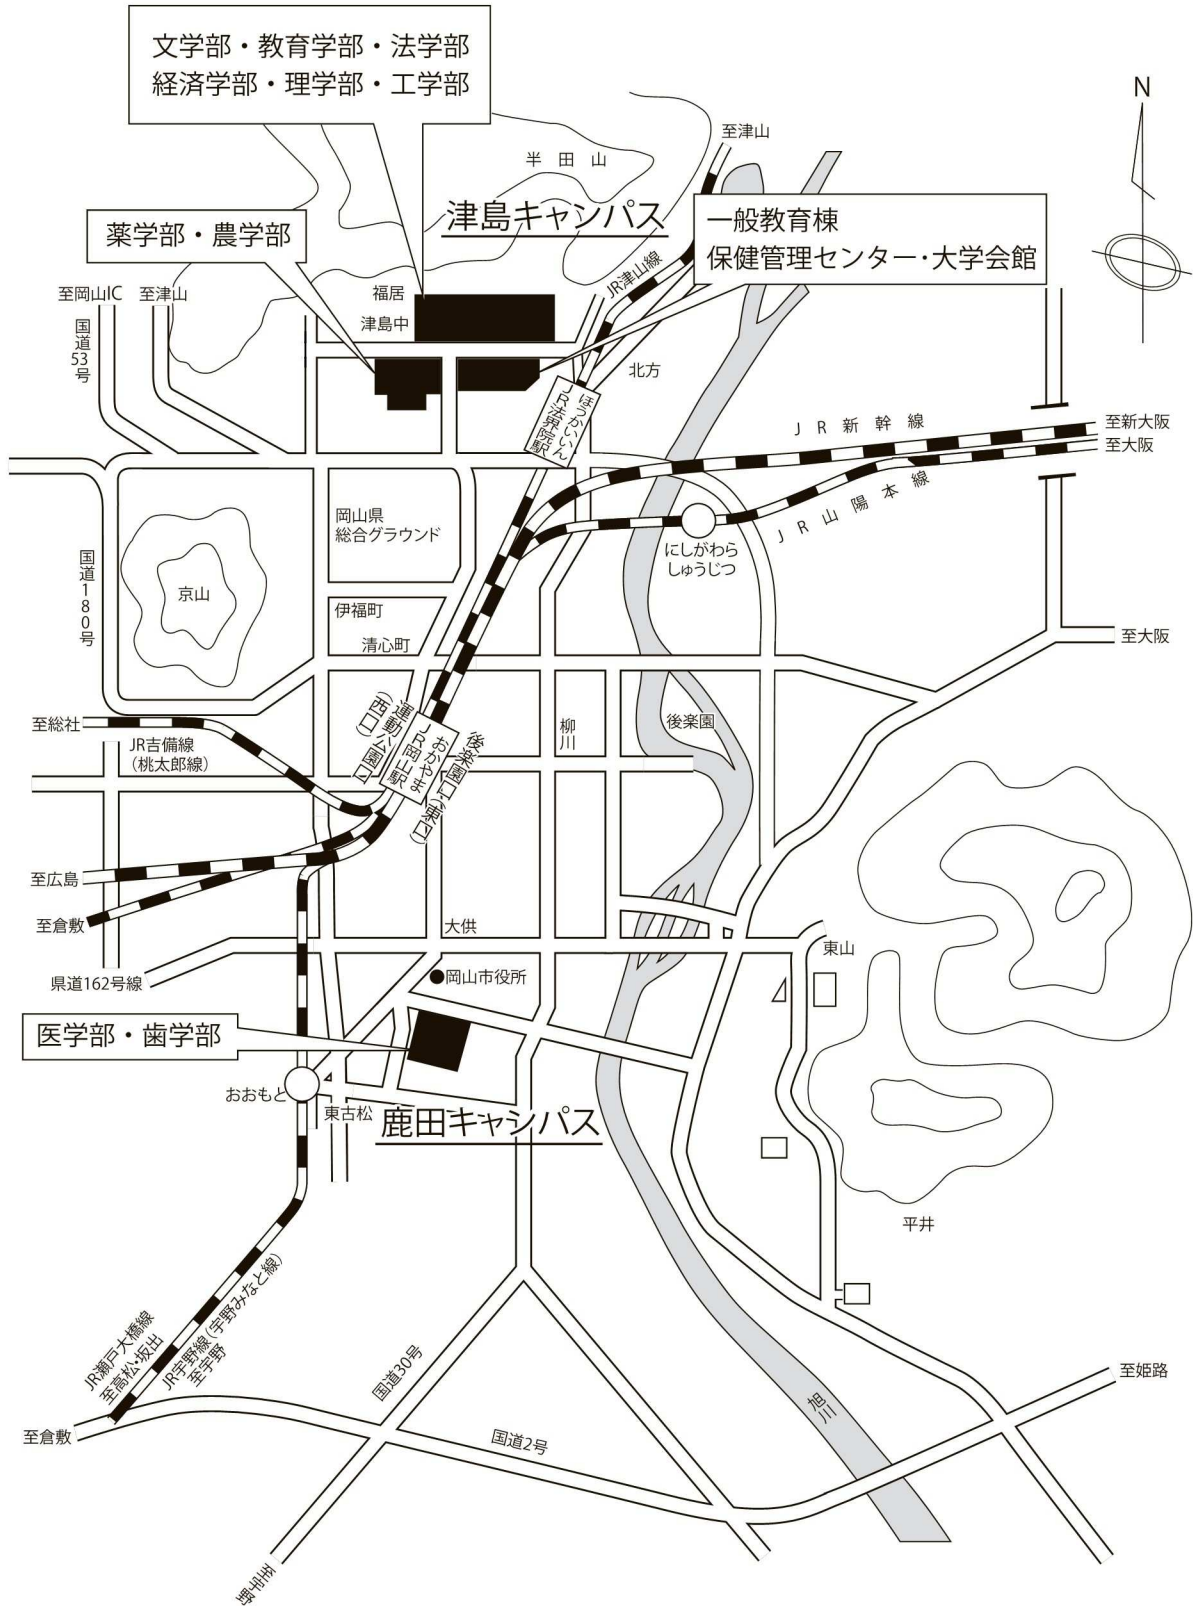 文学部・教育学部・法学部
経済学部・理学部・工学部
N
至津山
半田山
津島キャンパス
一般教育棟
保健管理センター・大学会館
薬学部・農学部
JR津山線
至岡山IC
至津山
福居
津島中
国道53号
北方
ほうかいいん
JR法界院駅
JR新幹線
至新大阪
至大阪
JR山陽本線
岡山県
総合グラウンド
にしがわら
しゅうじつ
国道180号
京山
伊福町
清心町
至大阪
至総社
JR吉備線
（桃太郎線）
運動公園口
（西口）
おかやま
JR岡山駅
後楽園口・（東口）
柳川
後楽園
至広島
至倉敷
大供
東山
県道162号線
岡山市役所
医学部・歯学部
おおもと
東古松
鹿田キャンパス
平井
JR瀬戸大橋線
至高松・坂出
JR宇野線（宇野みなと線）
至宇野
国道30号
至姫路
旭川
至倉敷
国道2号
至宇野